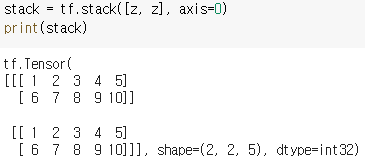 stack = tf.stack([z, z], axis=0)
print(stack)
tf.Tensor(
[[[ 1 2 3 4 5]
[ 6 7 8 9 10]]
[[ 1 2 3 4 5]
[ 6 7 8 9 10]]], shape=(2, 2, 5), dtype=int32)